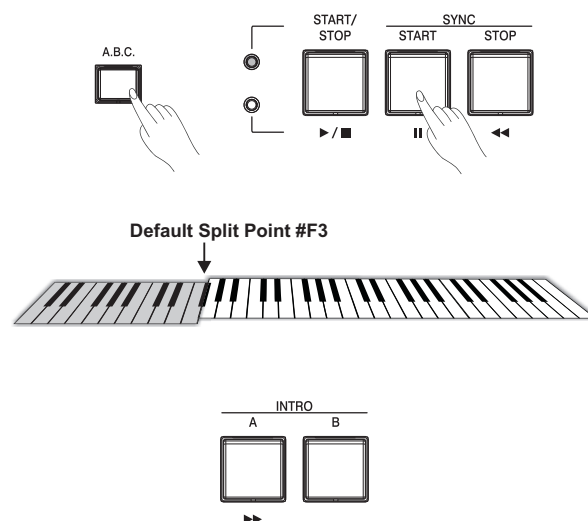 START/
STOP
SYNC
START
STOP
A.B.C.
▶/■
II
◀◀
Default Split Point #F3
INTRO
A
B
▶▶